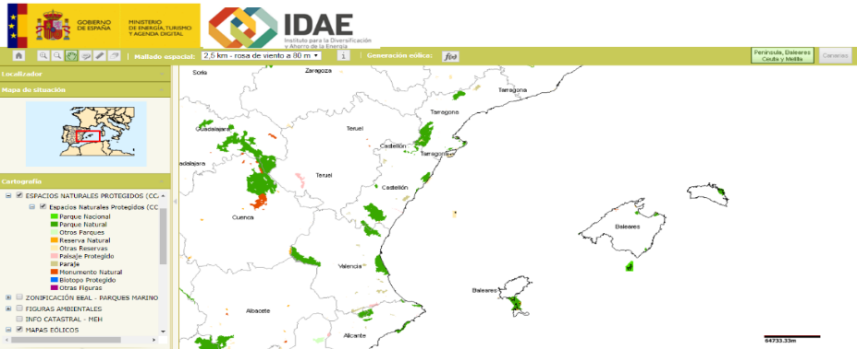 GOBIERNO
DE ESPAÑA
MINISTERIO
DE ENERGÍA, TURISMO
Y AGENDA DIGITAL
IDAE
Instituto para la Diversificación
y Ahorro de la Energía
Mallado espacial:
2,5 km - rosa de viento a 80 m
i
Generación eólica:
f(x)
Península, Baleares
Ceuta y Melilla
Canarias
Localizador
Mapa de situación
Cartografía
ESPACIOS NATURALES PROTEGIDOS (CC.
Espacios Naturales Protegidos (CC
Parque Nacional
Parque Natural
Otros Parques
Reserva Natural
Otras Reservas
Paisaje Protegido
Paraje
Monumento Natural
Biotopo Protegido
Otras Figuras
ZONIFICACIÓN EEAL - PARQUES MARINO
FIGURAS AMBIENTALES
INFO CATASTRAL - MEH
MAPAS EÓLICOS
Soria
Zaragoza
Tarragona
Tarragona
Guadalajara
Teruel
Castellón
Tarragona
adalajara
Teruel
Castellón
Cuenca
Baleares
Valencia
Baleares
Albacete
Alicante
64733.33m